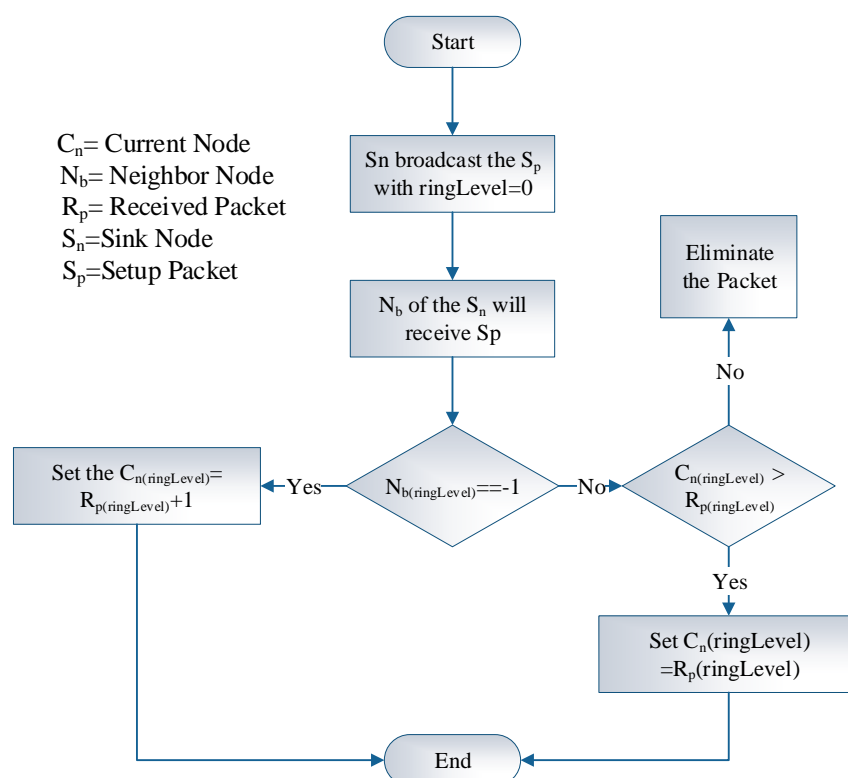 Start
Cn= Current Node
Nb= Neighbor Node
Rp= Received Packet
Sn=Sink Node
Sp=Setup Packet
Sn broadcast the Sp
with ringLevel=0
Eliminate
the Packet
Nb of the Sn will
receive Sp
No
Set the Cn(ringLevel)=
Rp(ringLevel)+1
Yes
Nb(ringLevel)==-1
No
Cn(ringLevel) >
Rp(ringLevel)
Yes
Set Cn(ringLevel)
=Rp(ringLevel)
End